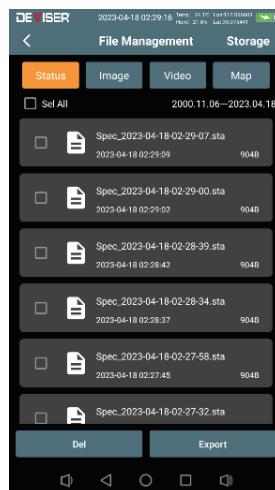 DEVISER
2023-04-18 02:29:16
File Management
Storage
Status
Image
Video
Map
Sel All
2000.11.06—2023.04.18
Spec_2023-04-18-02-29-07.sta
2023-04-18 02:29:09
904B
Spec_2023-04-18-02-29-00.sta
2023-04-18 02:29:02
904B
Spec_2023-04-18-02-28-39.sta
2023-04-18 02:28:42
904B
Spec_2023-04-18-02-28-34.sta
2023-04-18 02:28:37
904B
Spec_2023-04-18-02-27-58.sta
2023-04-18 02:27:45
904B
Spec_2023-04-18-02-27-32.sta
Del
Export